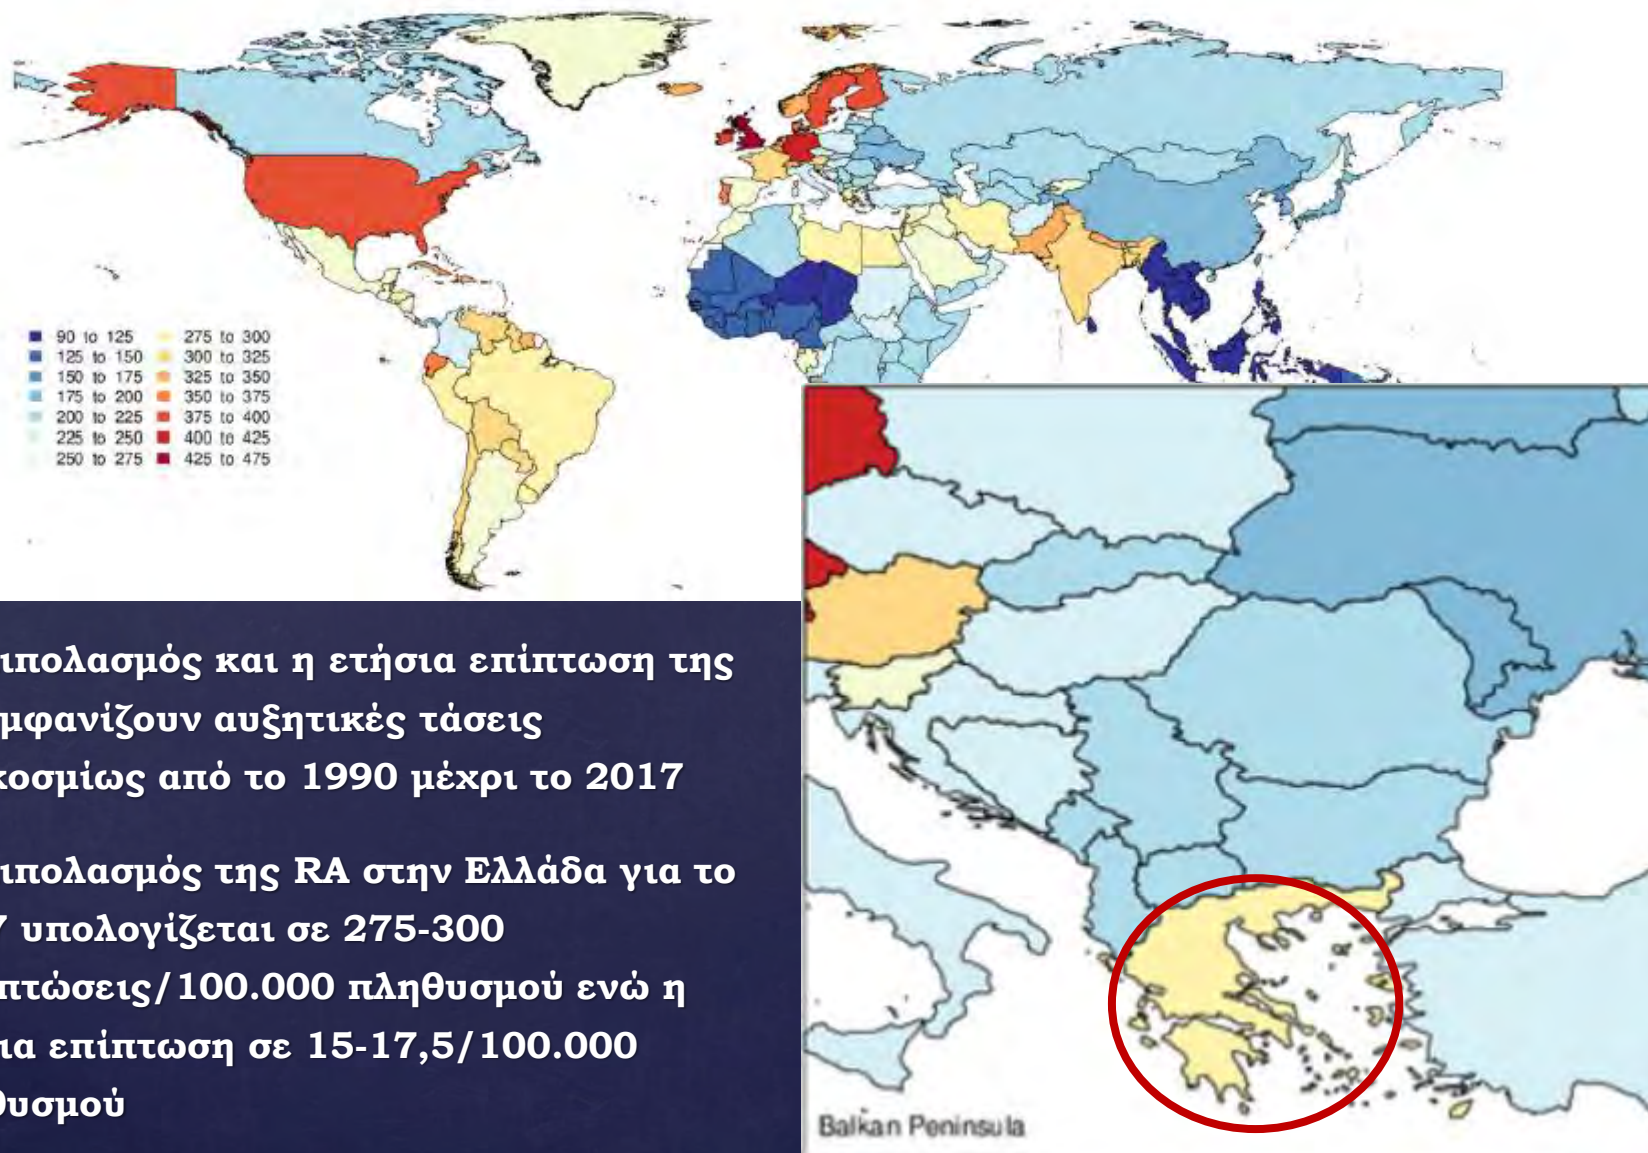 90 to 125
125 to 150
150 to 175
175 to 200
200 to 225
225 to 250
250 to 275
275 to 300
300 to 325
325 to 350
350 to 375
375 to 400
400 to 425
425 to 475
ιπολασμός και η ετήσια επίπτωση της
μφανίζουν αυξητικές τάσεις
κοσμίως από το 1990 μέχρι το 2017
ιπολασμός της RA στην Ελλάδα για το
7 υπολογίζεται σε 275-300
πτώσεις/100.000 πληθυσμού ενώ η
ια επίπτωση σε 15-17,5/100.000
θυσμού
Balkan Peninsula